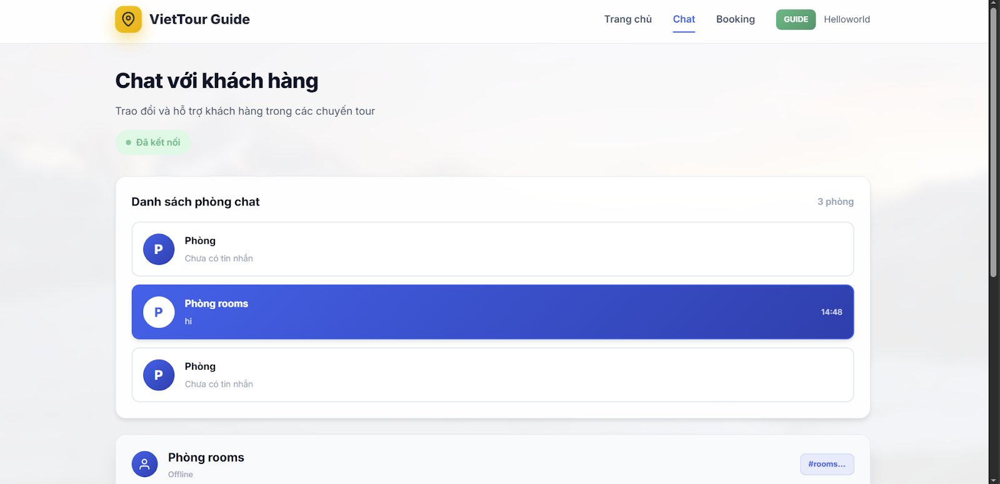 VietTour Guide
Trang chủ
Chat
Booking
GUIDE
Helloworld
Chat với khách hàng
Trao đổi và hỗ trợ khách hàng trong các chuyến tour
Đã kết nối
Danh sách phòng chat
3 phòng
P
Phòng
Chưa có tin nhắn
P
Phòng rooms
14:48
hi
P
Phòng
Chưa có tin nhắn
Phòng rooms
Offline
#rooms...